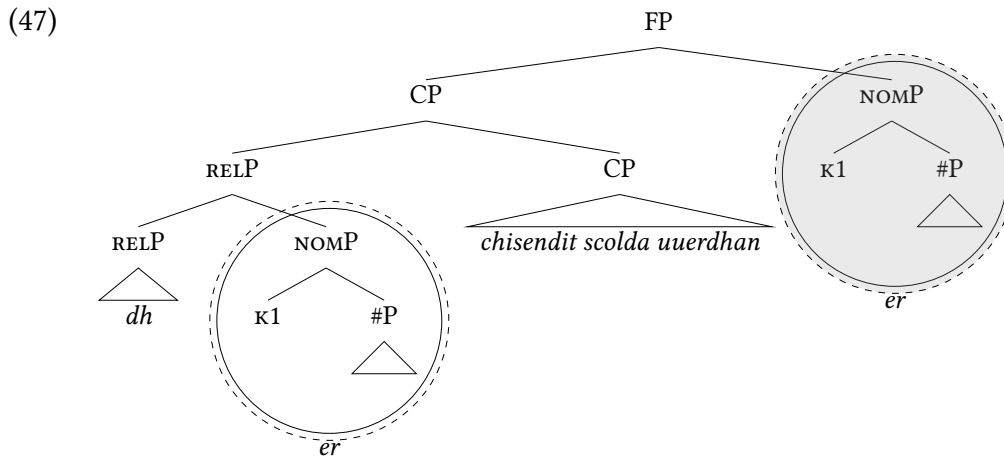 (47)
FP
CP
NOMP
K1 #P
er
RELP CP
chisendit scolda uuerdhan
RELP NOMP
dh
K1 #P
er